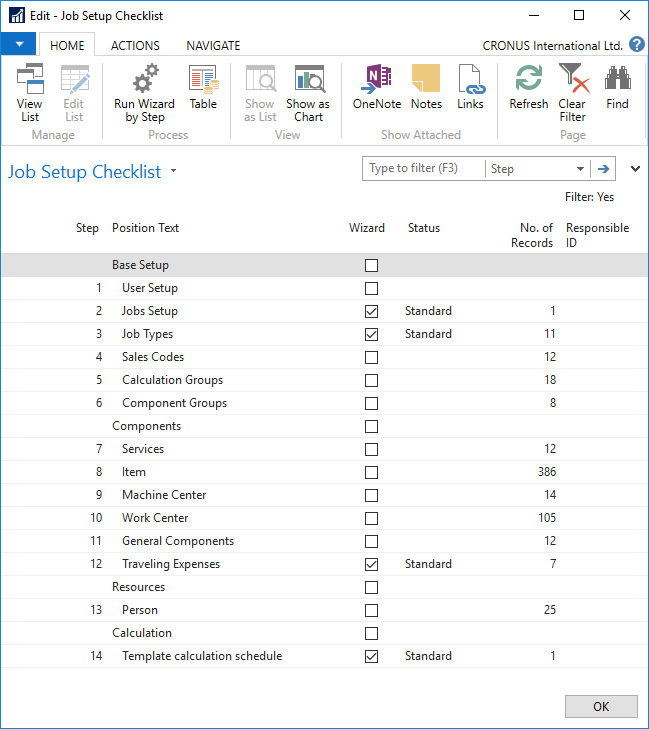 Edit - Job Setup Checklist
HOME ACTIONS NAVIGATE CRONUS International Ltd. ?
View List
Edit List
Manage
Run Wizard by Step
Table
Process
Show as List
Show as Chart
View
OneNote
Notes
Links
Show Attached
Refresh
Clear Filter
Find
Page
Job Setup Checklist
Type to filter (F3) Step
Filter: Yes
Step Position Text Wizard Status No. of Records Responsible ID
Base Setup
1 User Setup
2 Jobs Setup Standard 1
3 Job Types Standard 11
4 Sales Codes 12
5 Calculation Groups 18
6 Component Groups 8
Components
7 Services 12
8 Item 386
9 Machine Center 14
10 Work Center 105
11 General Components 12
12 Traveling Expenses Standard 7
Resources
13 Person 25
Calculation
14 Template calculation schedule Standard 1
OK